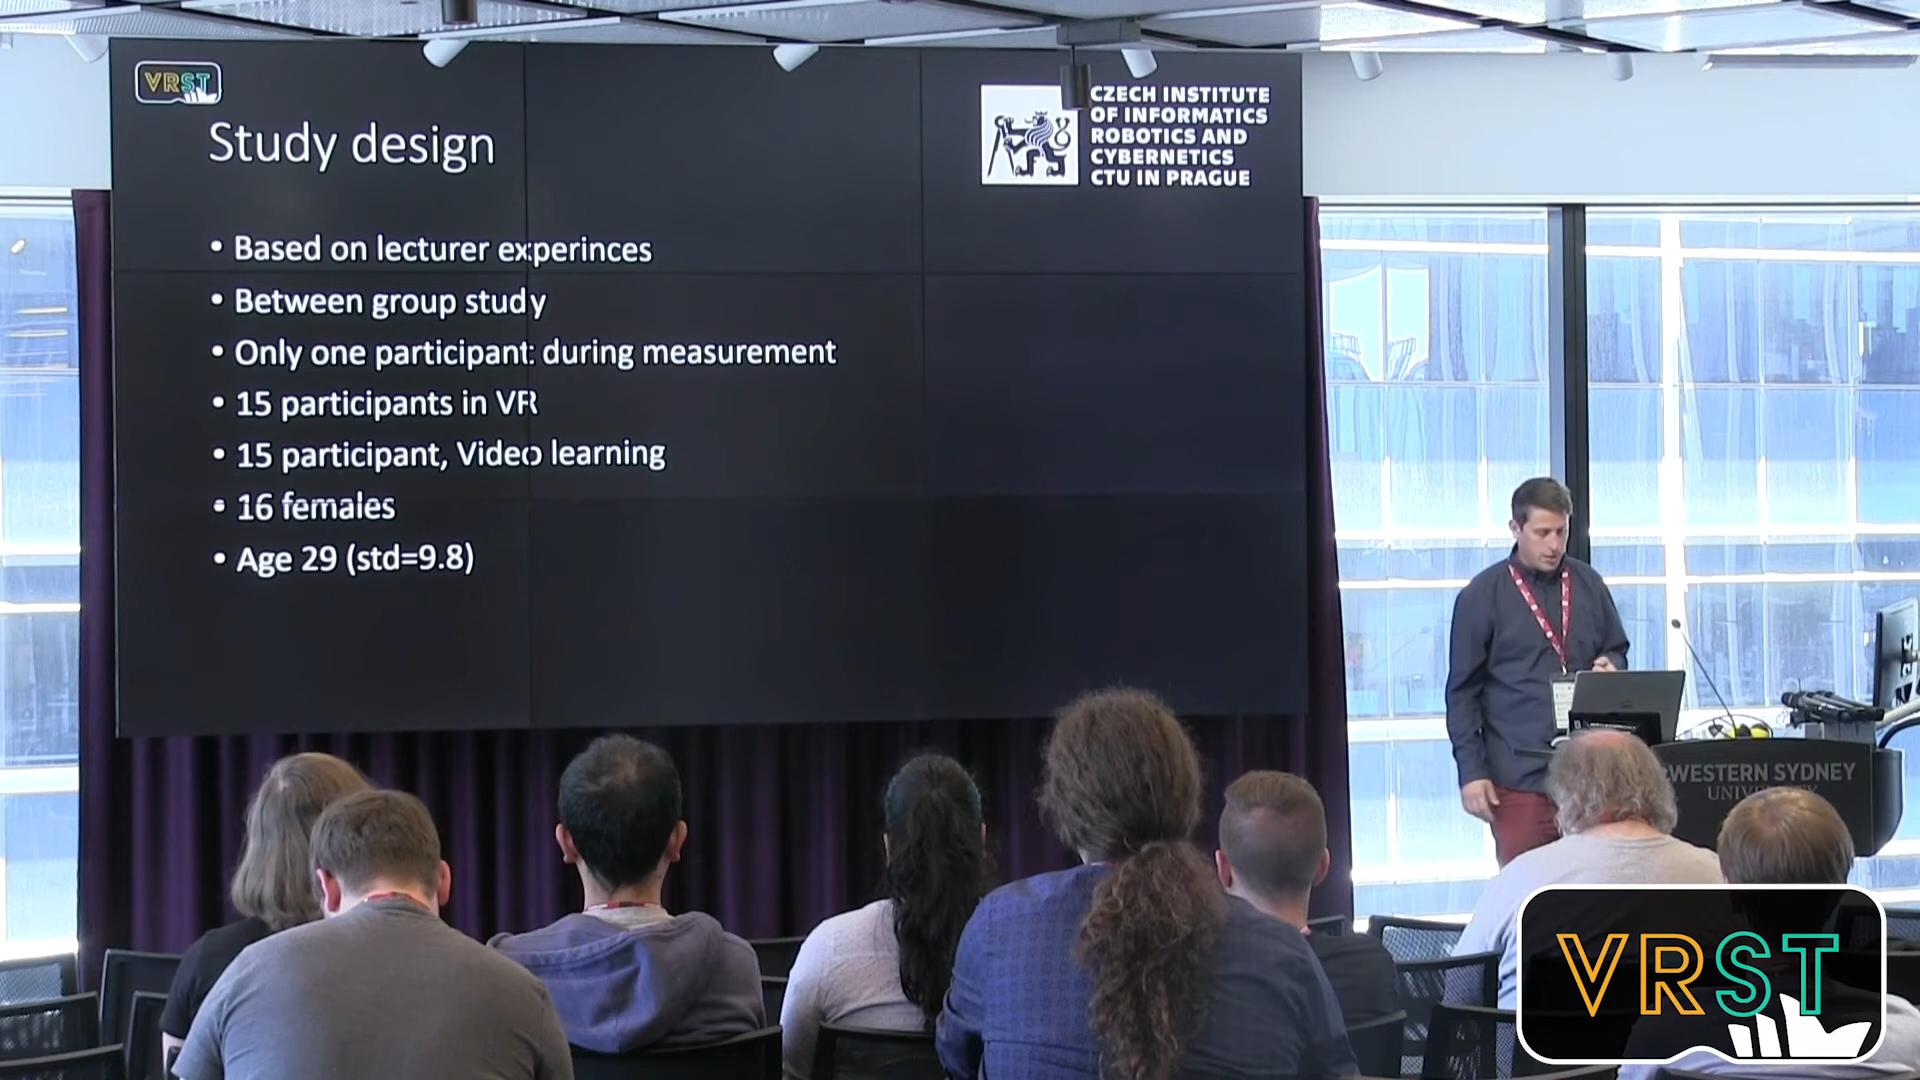 VRST
Study design
CZECH INSTITUTE
OF INFORMATICS
ROBOTICS AND
CYBERNETICS
CTU IN PRAGUE
• Based on lecturer experinces
• Between group study
• Only one participant during measurement
• 15 participants in VR
• 15 participant, Video learning
• 16 females
• Age 29 (std=9.8)
WESTERN SYDNEY
UNIVERSITY
VRST